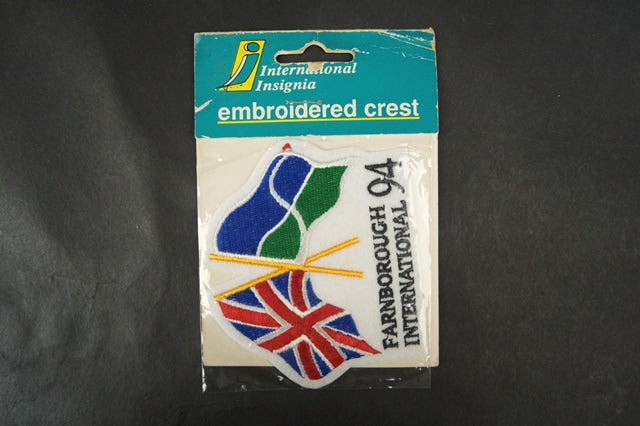 International
Insignia
embroidered crest
FARNBOROUGH
INTERNATIONAL 94